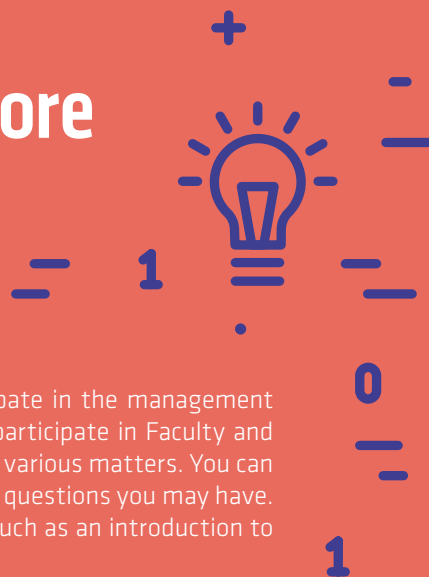 ore
1
0
pate in the management
participate in Faculty and
various matters. You can
questions you may have.
uch as an introduction to
1